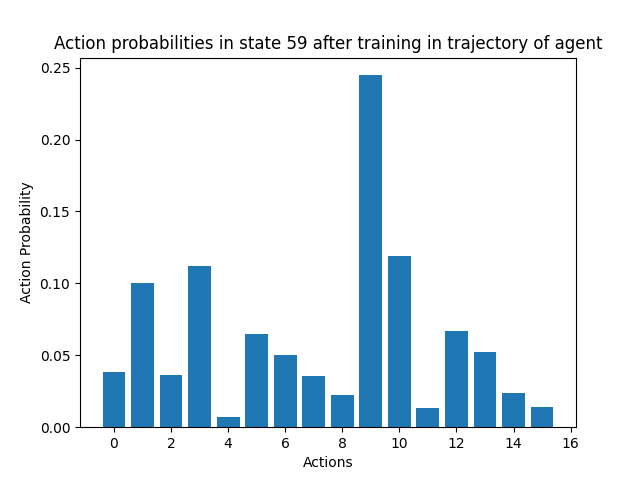 Action probabilities in state 59 after training in trajectory of agent
0.25
0.20
0.15
0.10
0.05
0.00
Action Probability
0 2 4 6 8 10 12 14 16
Actions